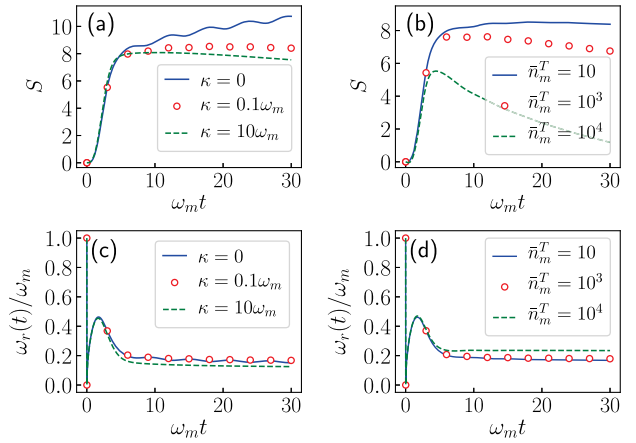 (a)
S
10
8
6
4
2
0
κ = 0
κ = 0.1ω_m
κ = 10ω_m
0 10 20 30
ω_m t
(b)
S
8
6
4
2
0
n̄_m^T = 10
n̄_m^T = 10^3
n̄_m^T = 10^4
0 10 20 30
ω_m t
(c)
ω_r(t)/ω_m
1.0
0.8
0.6
0.4
0.2
0.0
κ = 0
κ = 0.1ω_m
κ = 10ω_m
0 10 20 30
ω_m t
(d)
ω_r(t)/ω_m
1.0
0.8
0.6
0.4
0.2
0.0
n̄_m^T = 10
n̄_m^T = 10^3
n̄_m^T = 10^4
0 10 20 30
ω_m t